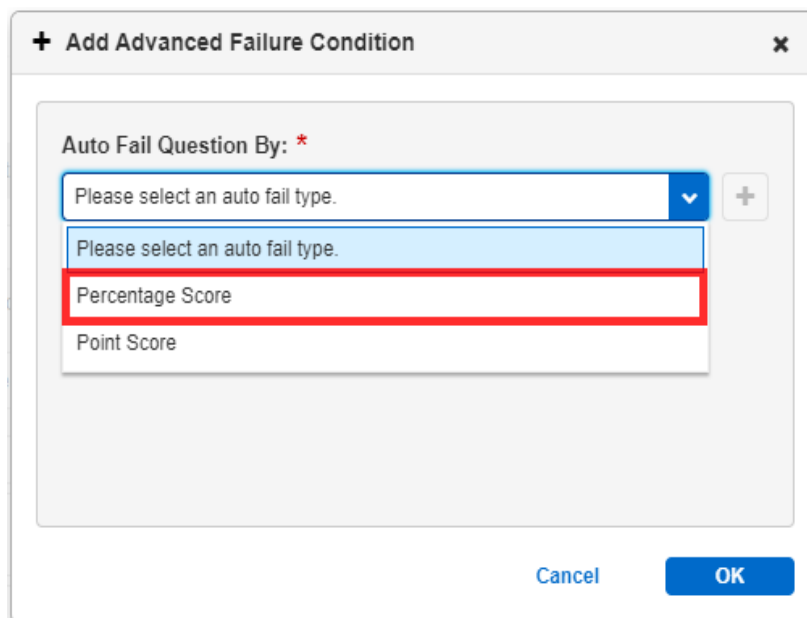 + Add Advanced Failure Condition
Auto Fail Question By: *
Please select an auto fail type.
Please select an auto fail type.
Percentage Score
Point Score
Cancel OK